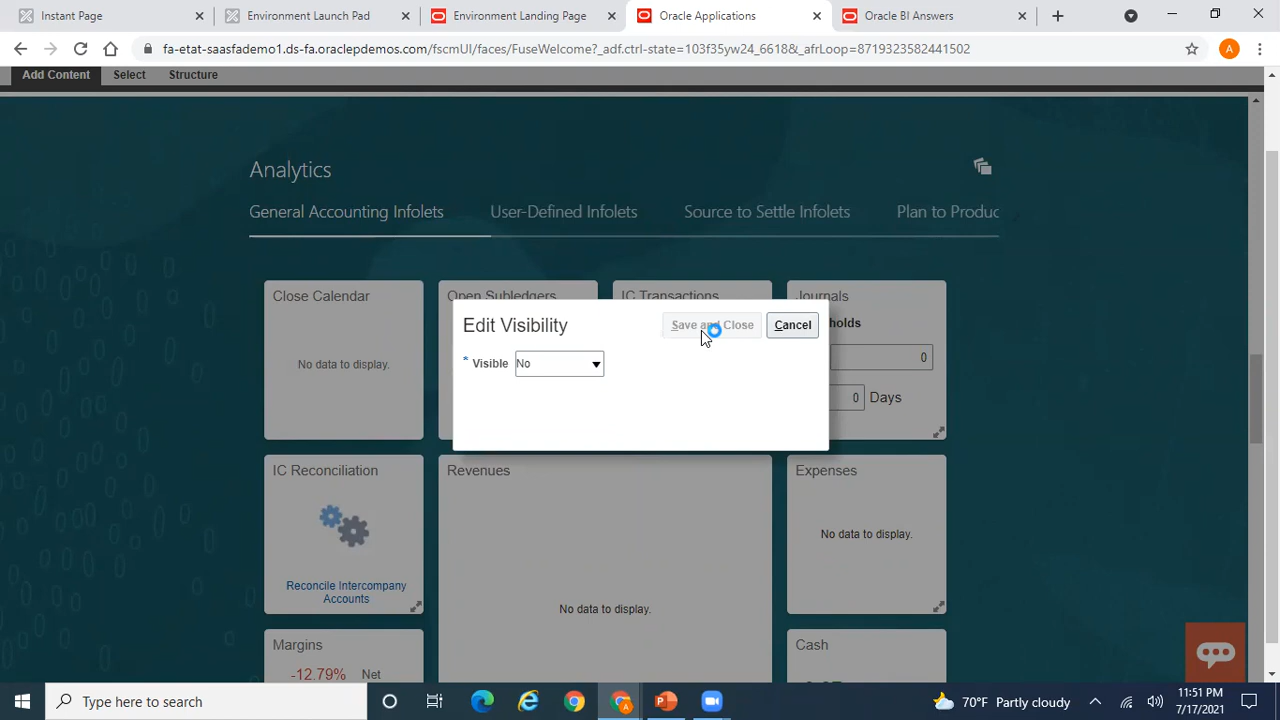 Instant Page
Environment Launch Pad
Environment Landing Page
Oracle Applications
Oracle BI Answers
fa-etat-saasfademo1.ds-fa.oraclepdemos.com/fscmUI/faces/FuseWelcome?_adf.ctrl-state=103f35yw24_6618&_afrLoop=8719323582441502
A
Add Content Select Structure
Analytics
General Accounting Infolets User-Defined Infolets Source to Settle Infolets Plan to Produc
Close Calendar
Open Subledgers
IC Transactions
Journals
Edit Visibility
Save and Close
Cancel
holds
* Visible No
No data to display.
0
0 Days
IC Reconciliation
Revenues
Expenses
No data to display.
Reconcile Intercompany
Accounts
No data to display.
Margins
Cash
-12.79% Net
Type here to search
70°F Partly cloudy
11:51 PM
7/17/2021